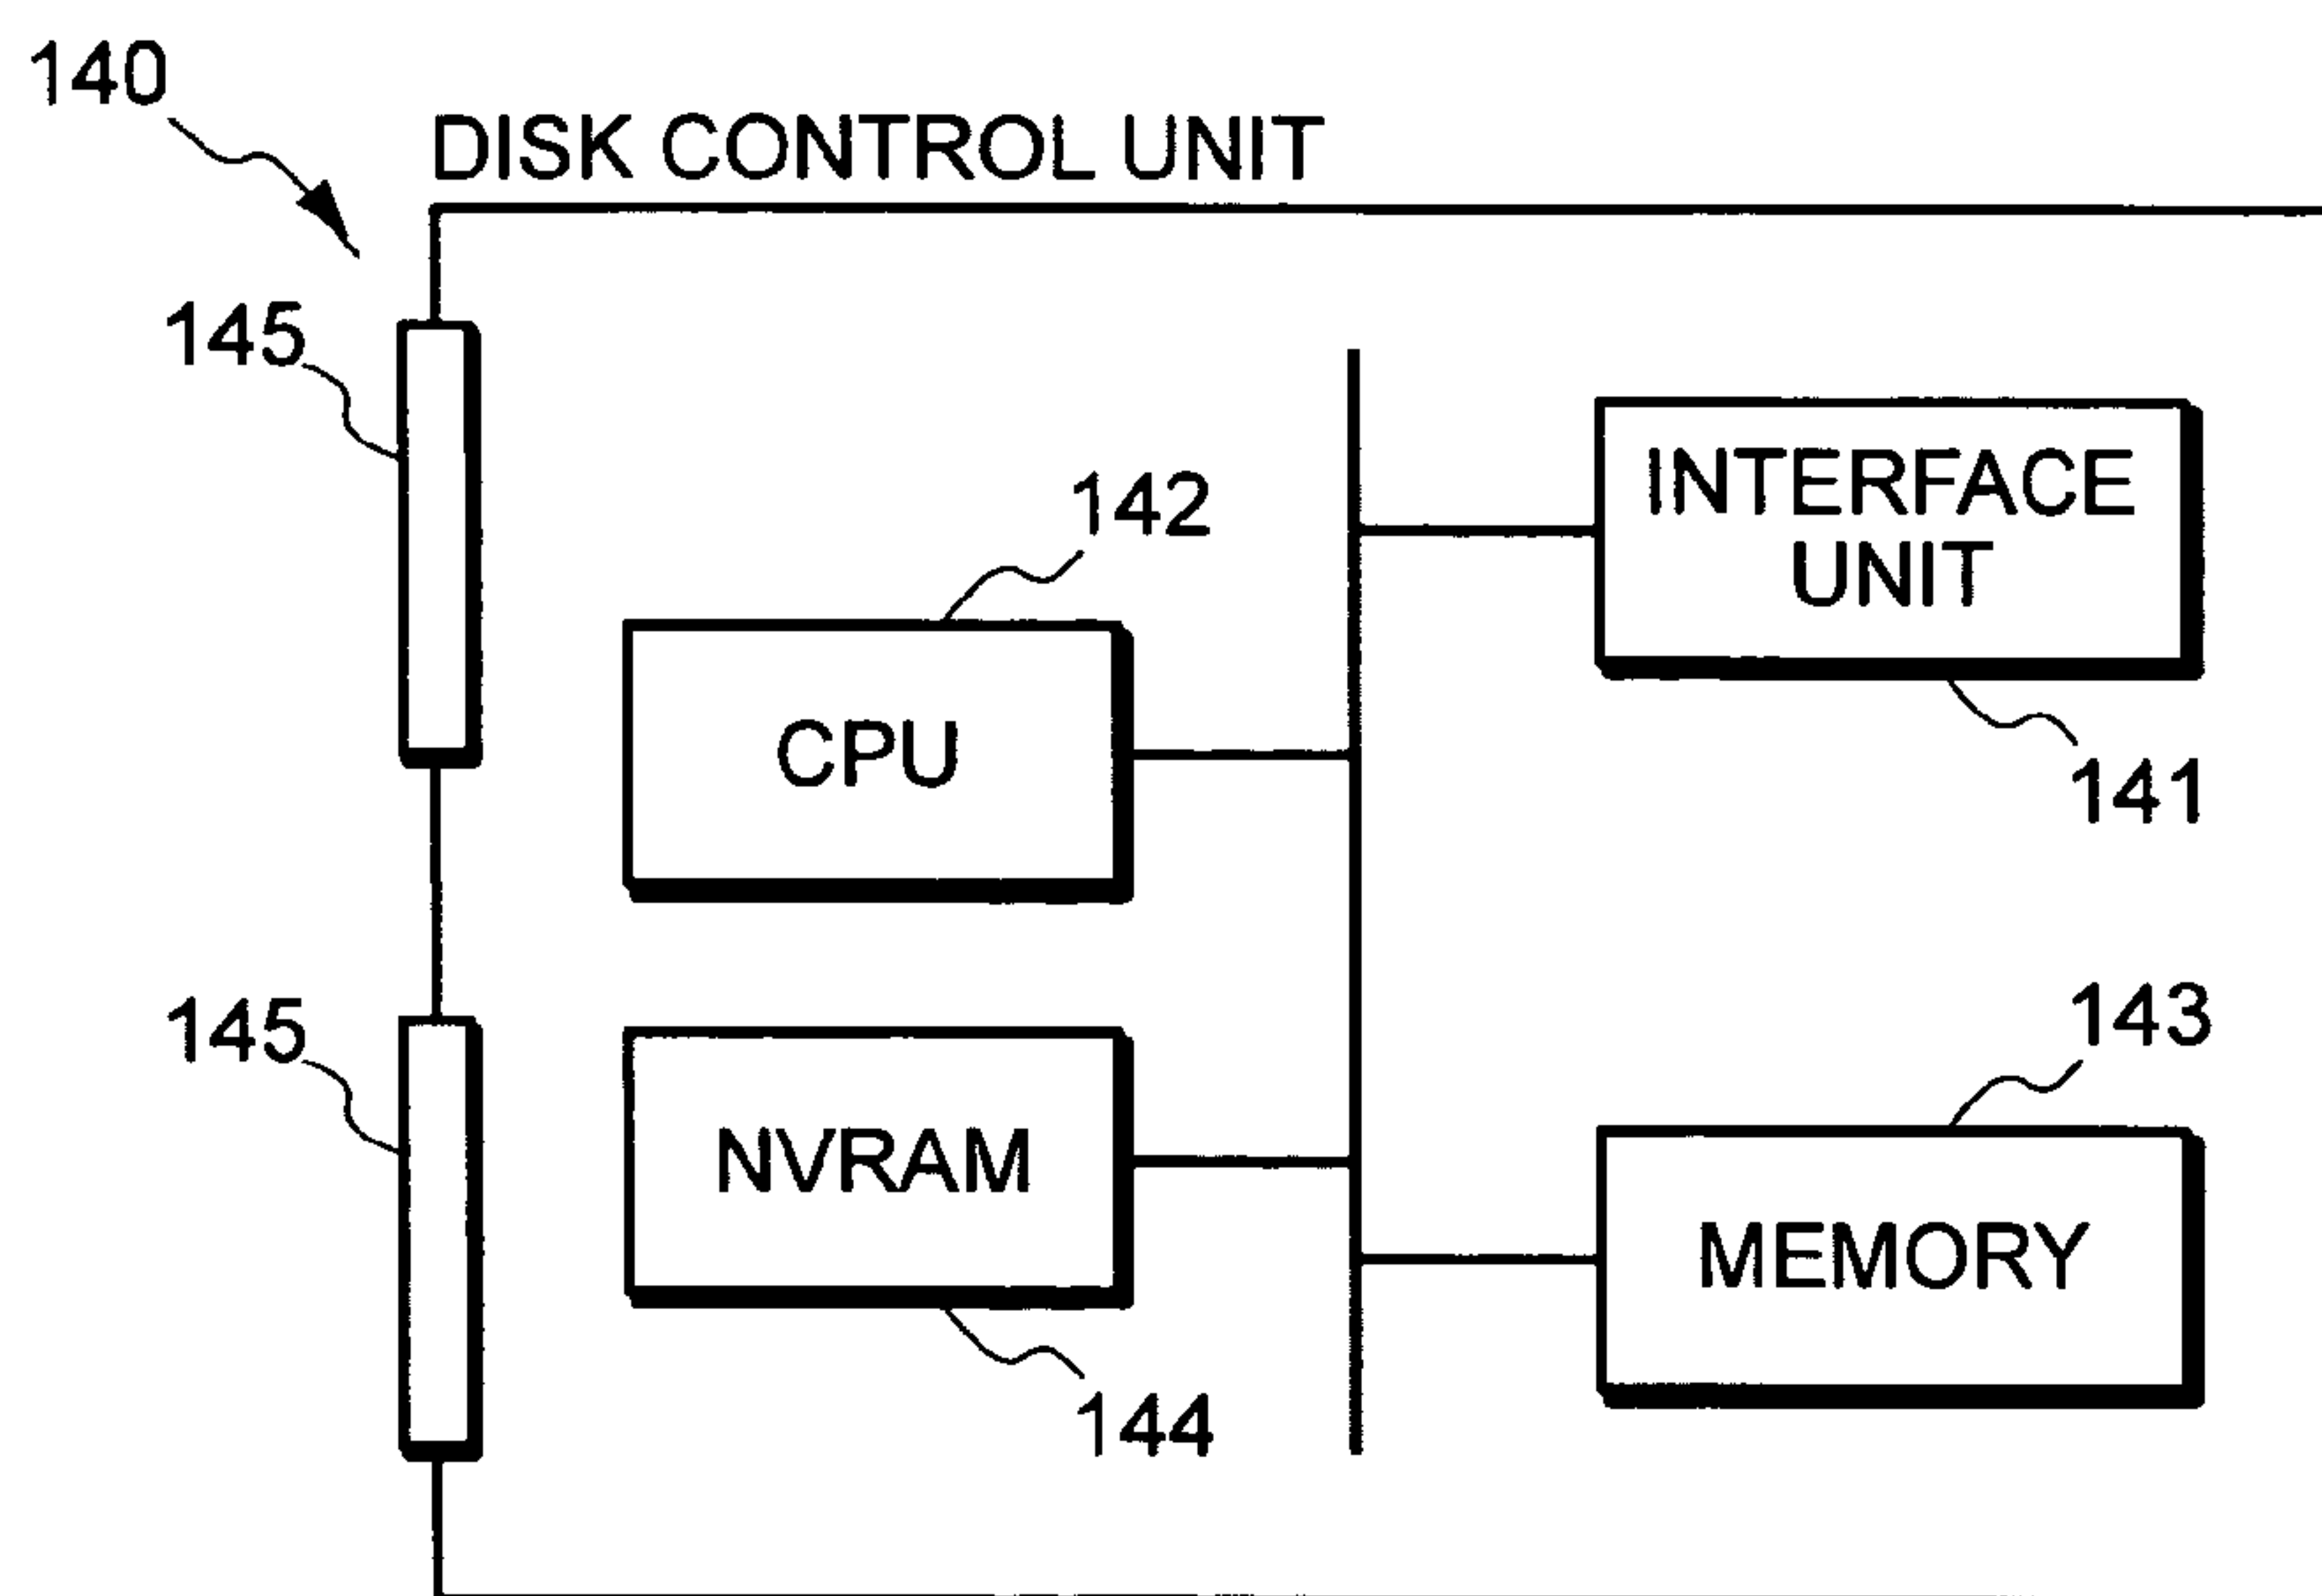 140
DISK CONTROL UNIT
145
142
INTERFACE
UNIT
CPU
141
145
143
NVRAM
MEMORY
144